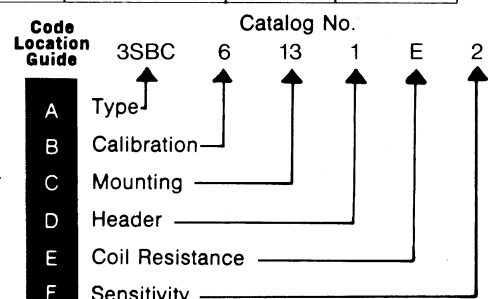 Code
Location
Guide
Catalog No.
3SBC 6 13 1 E 2
A Type
B Calibration
C Mounting
D Header
E Coil Resistance
F Sensitivity